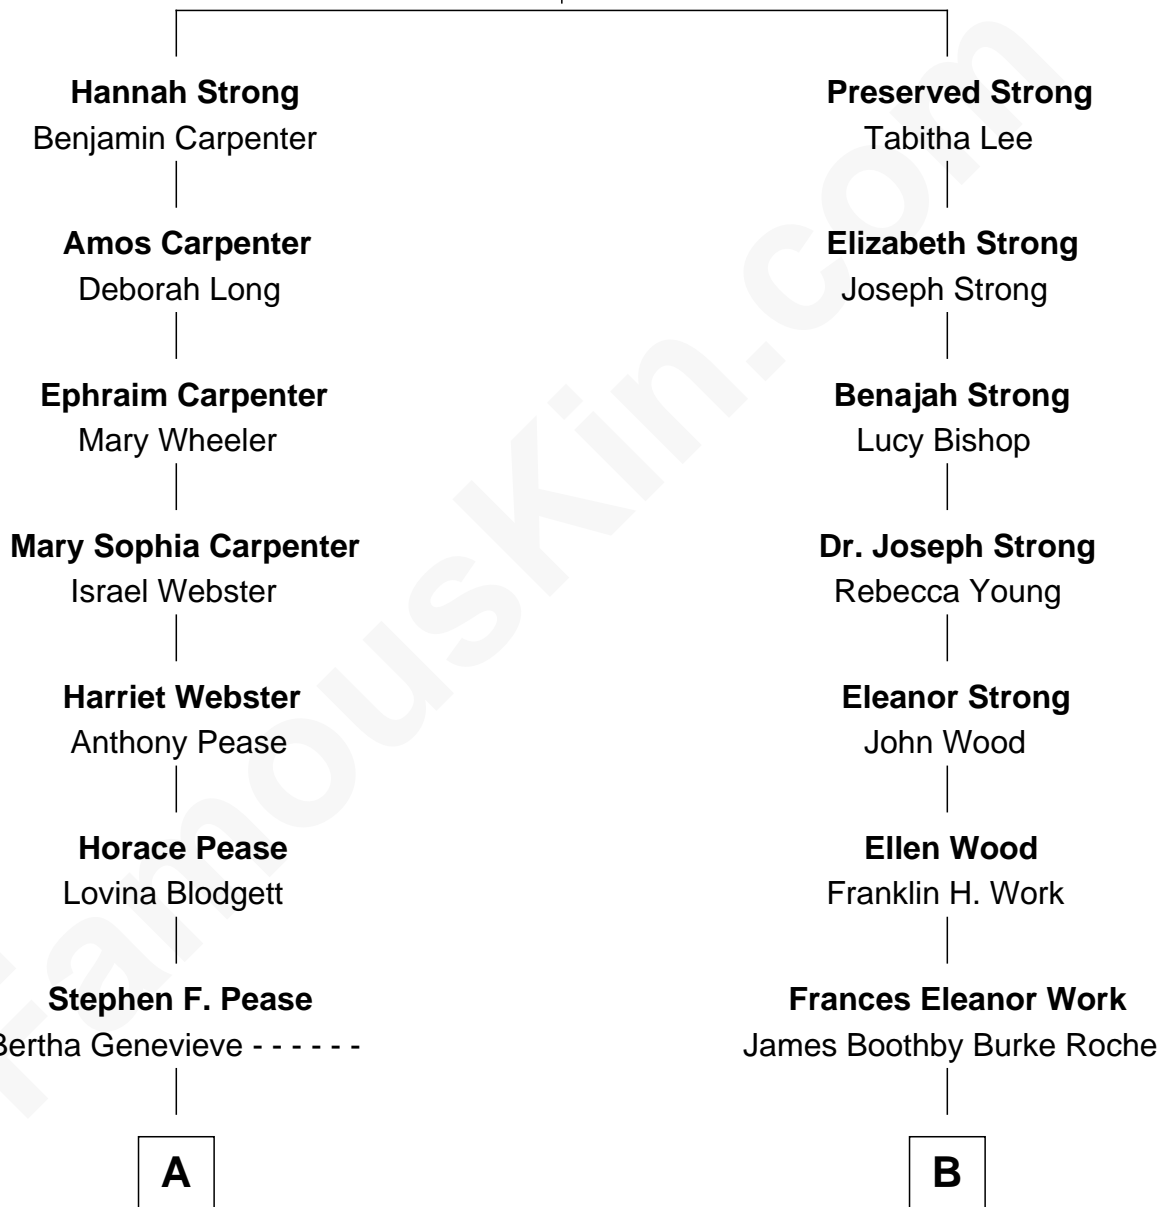 Hannah Strong
Benjamin Carpenter
Amos Carpenter
Deborah Long
Ephraim Carpenter
Mary Wheeler
Mary Sophia Carpenter
Israel Webster
Harriet Webster
Anthony Pease
Horace Pease
Lovina Blodgett
Stephen F. Pease
Bertha Genevieve - - - - - -
A
Preserved Strong
Tabitha Lee
Elizabeth Strong
Joseph Strong
Benajah Strong
Lucy Bishop
Dr. Joseph Strong
Rebecca Young
Eleanor Strong
John Wood
Ellen Wood
Franklin H. Work
Frances Eleanor Work
James Boothby Burke Roche
B
FamousKin.com